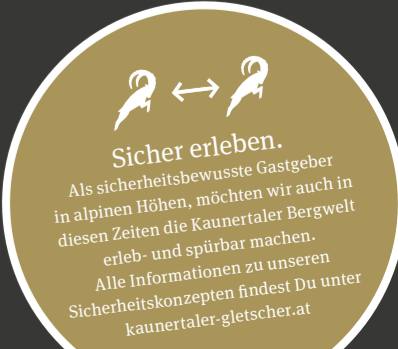 Sicher erleben.
Als sicherheitsbewusste Gastgeber
in alpinen Höhen, möchten wir auch in
diesen Zeiten die Kaunertaler Bergwelt
erleb- und spürbar machen.
Alle Informationen zu unseren
Sicherheitskonzepten findest Du unter
kaunertaler-gletscher.at